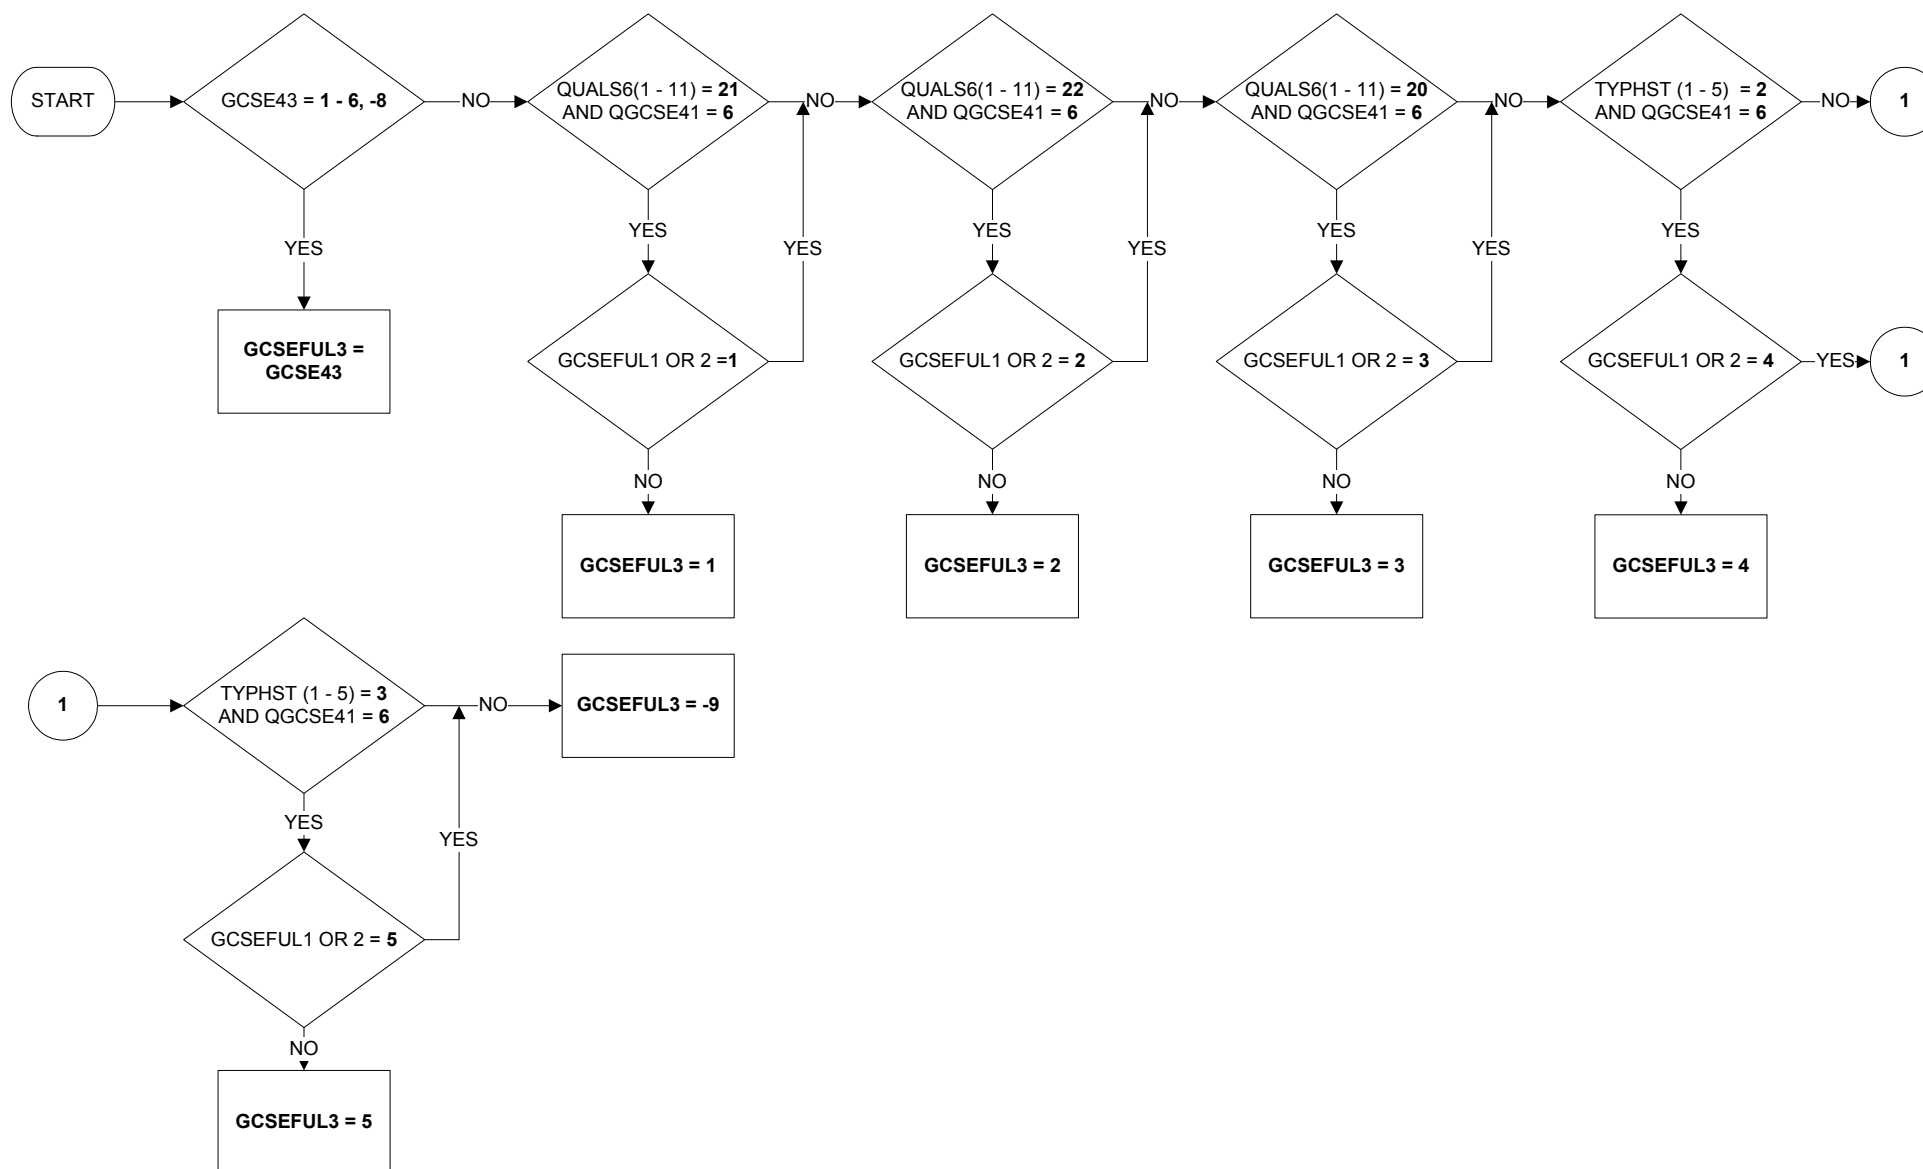 START
GCSE43 = 1 - 6, -8
NO
QUALS6(1 - 11) = 21
AND QGCSE41 = 6
NO
QUALS6(1 - 11) = 22
AND QGCSE41 = 6
NO
QUALS6(1 - 11) = 20
AND QGCSE41 = 6
NO
TYPHST (1 - 5)  = 2
AND QGCSE41 = 6
NO
1
YES
YES
YES
YES
YES
YES
YES
YES
GCSEFUL3 =
GCSE43
GCSEFUL1 OR 2 =1
GCSEFUL1 OR 2 = 2
GCSEFUL1 OR 2 = 3
GCSEFUL1 OR 2 = 4
YES
1
NO
NO
NO
NO
GCSEFUL3 = 1
GCSEFUL3 = 2
GCSEFUL3 = 3
GCSEFUL3 = 4
1
TYPHST (1 - 5) = 3
AND QGCSE41 = 6
NO
GCSEFUL3 = -9
YES
YES
GCSEFUL1 OR 2 = 5
NO
GCSEFUL3 = 5